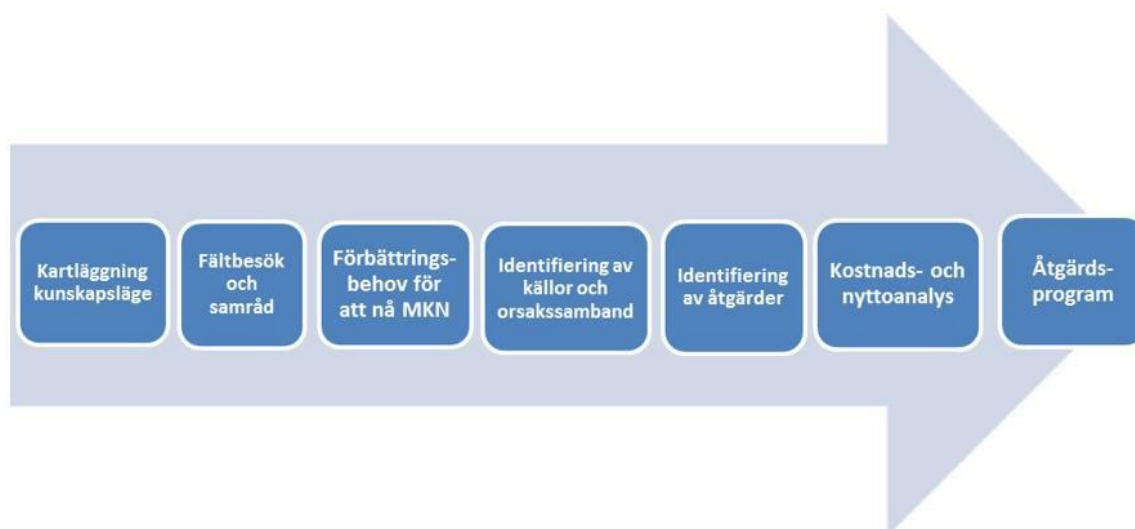 Kartläggning
kunskapsläge
Fältbesök
och
samråd
Förbättrings-
behov för
att nå MKN
Identifiering av
källor och
orsakssamband
Identifiering
av åtgärder
Kostnads- och
nyttoanalys
Åtgärds-
program